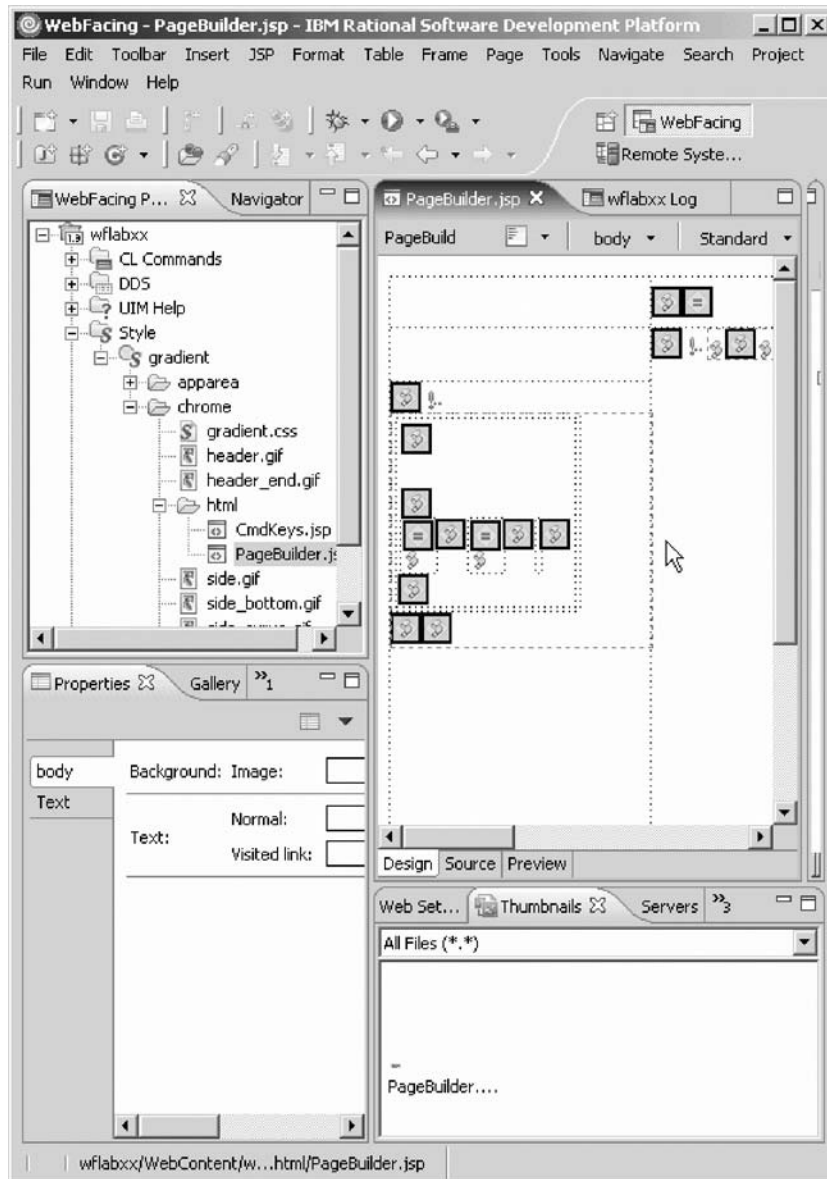 WebFacing - PageBuilder.jsp - IBM Rational Software Development Platform
File Edit Toolbar Insert JSP Format Table Frame Page Tools Navigate Search Project
Run Window Help
WebFacing
Remote Syste...
WebFacing P... Navigator
wflabxx
CL Commands
DDS
UIM Help
Style
gradient
apparea
chrome
gradient.css
header.gif
header_end.gif
html
CmdKeys.jsp
PageBuilder.js
side.gif
side_bottom.gif
PageBuilder.jsp wflabxx Log
PageBuild body Standard
Design Source Preview
Properties Gallery »1
body
Text
Background: Image:
Text:
Normal:
Visited link:
Web Set... Thumbnails Servers »3
All Files (*.*)
PageBuilder....
wflabxx/WebContent/w...html/PageBuilder.jsp